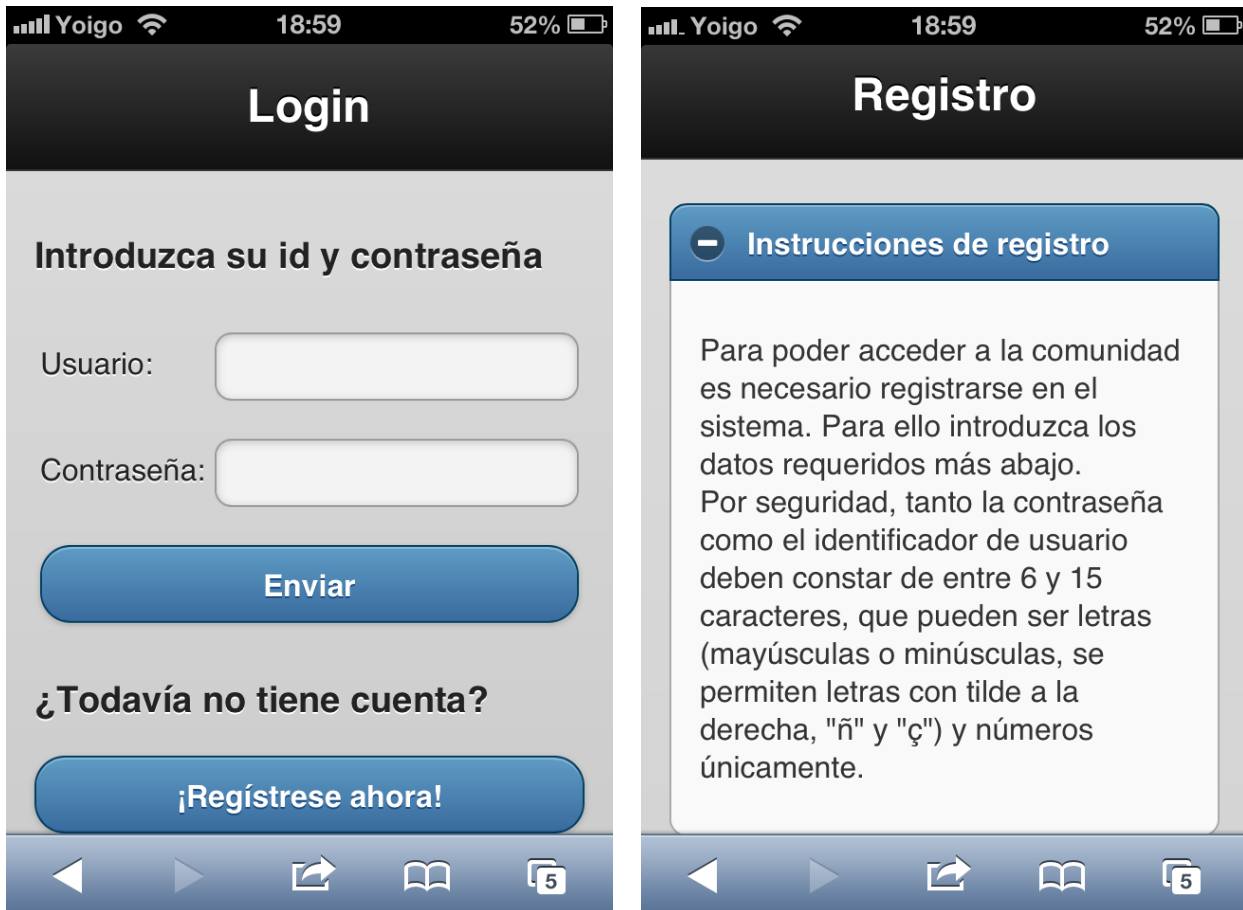 Yoigo 18:59 52%
Login
Introduzca su id y contraseña
Usuario:
Contraseña:
Enviar
¿Todavía no tiene cuenta?
¡Regístrese ahora!
5
Yoigo 18:59 52%
Registro
Instrucciones de registro
Para poder acceder a la comunidad
es necesario registrarse en el
sistema. Para ello introduzca los
datos requeridos más abajo.
Por seguridad, tanto la contraseña
como el identificador de usuario
deben constar de entre 6 y 15
caracteres, que pueden ser letras
(mayúsculas o minúsculas, se
permiten letras con tilde a la
derecha, "ñ" y "ç") y números
únicamente.
5